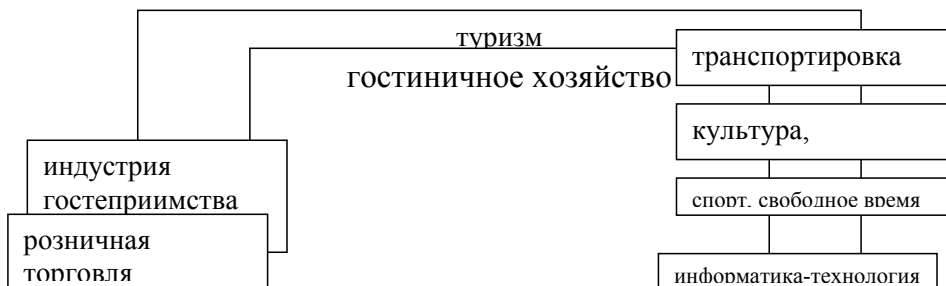 туризм
гостиничное хозяйство
транспортировка
культура,
индустрия
гостеприимства
спорт, свободное время
розничная
торговля
информатика-технология